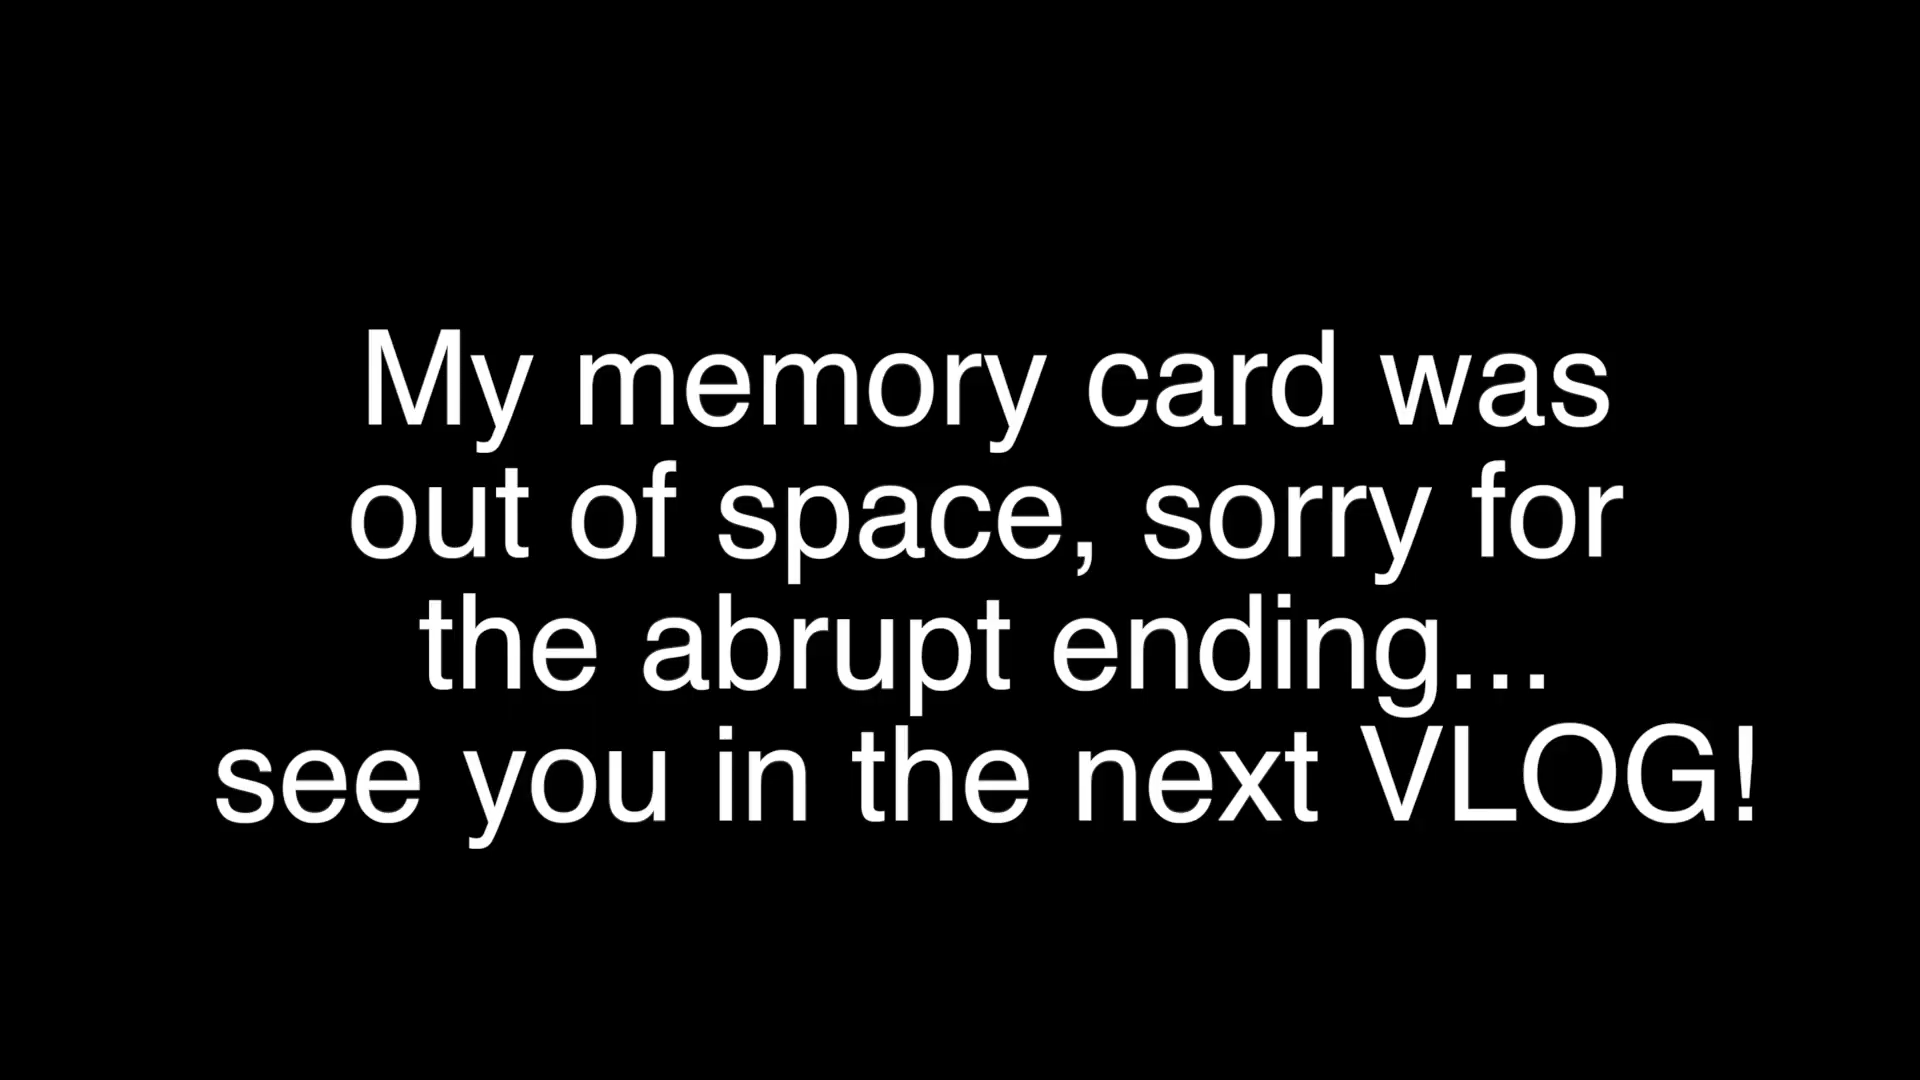 My memory card was
out of space, sorry for
the abrupt ending...
see you in the next VLOG!